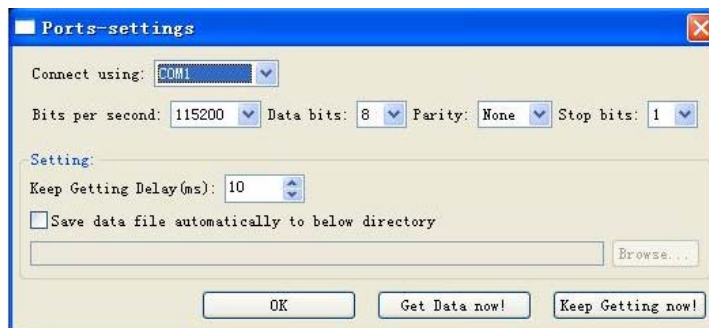 Ports-settings
Connect using: COM1
Bits per second: 115200 Data bits: 8 Parity: None Stop bits: 1
Setting:
Keep Getting Delay(ms): 10
Save data file automatically to below directory
Browse...
OK Get Data now! Keep Getting now!